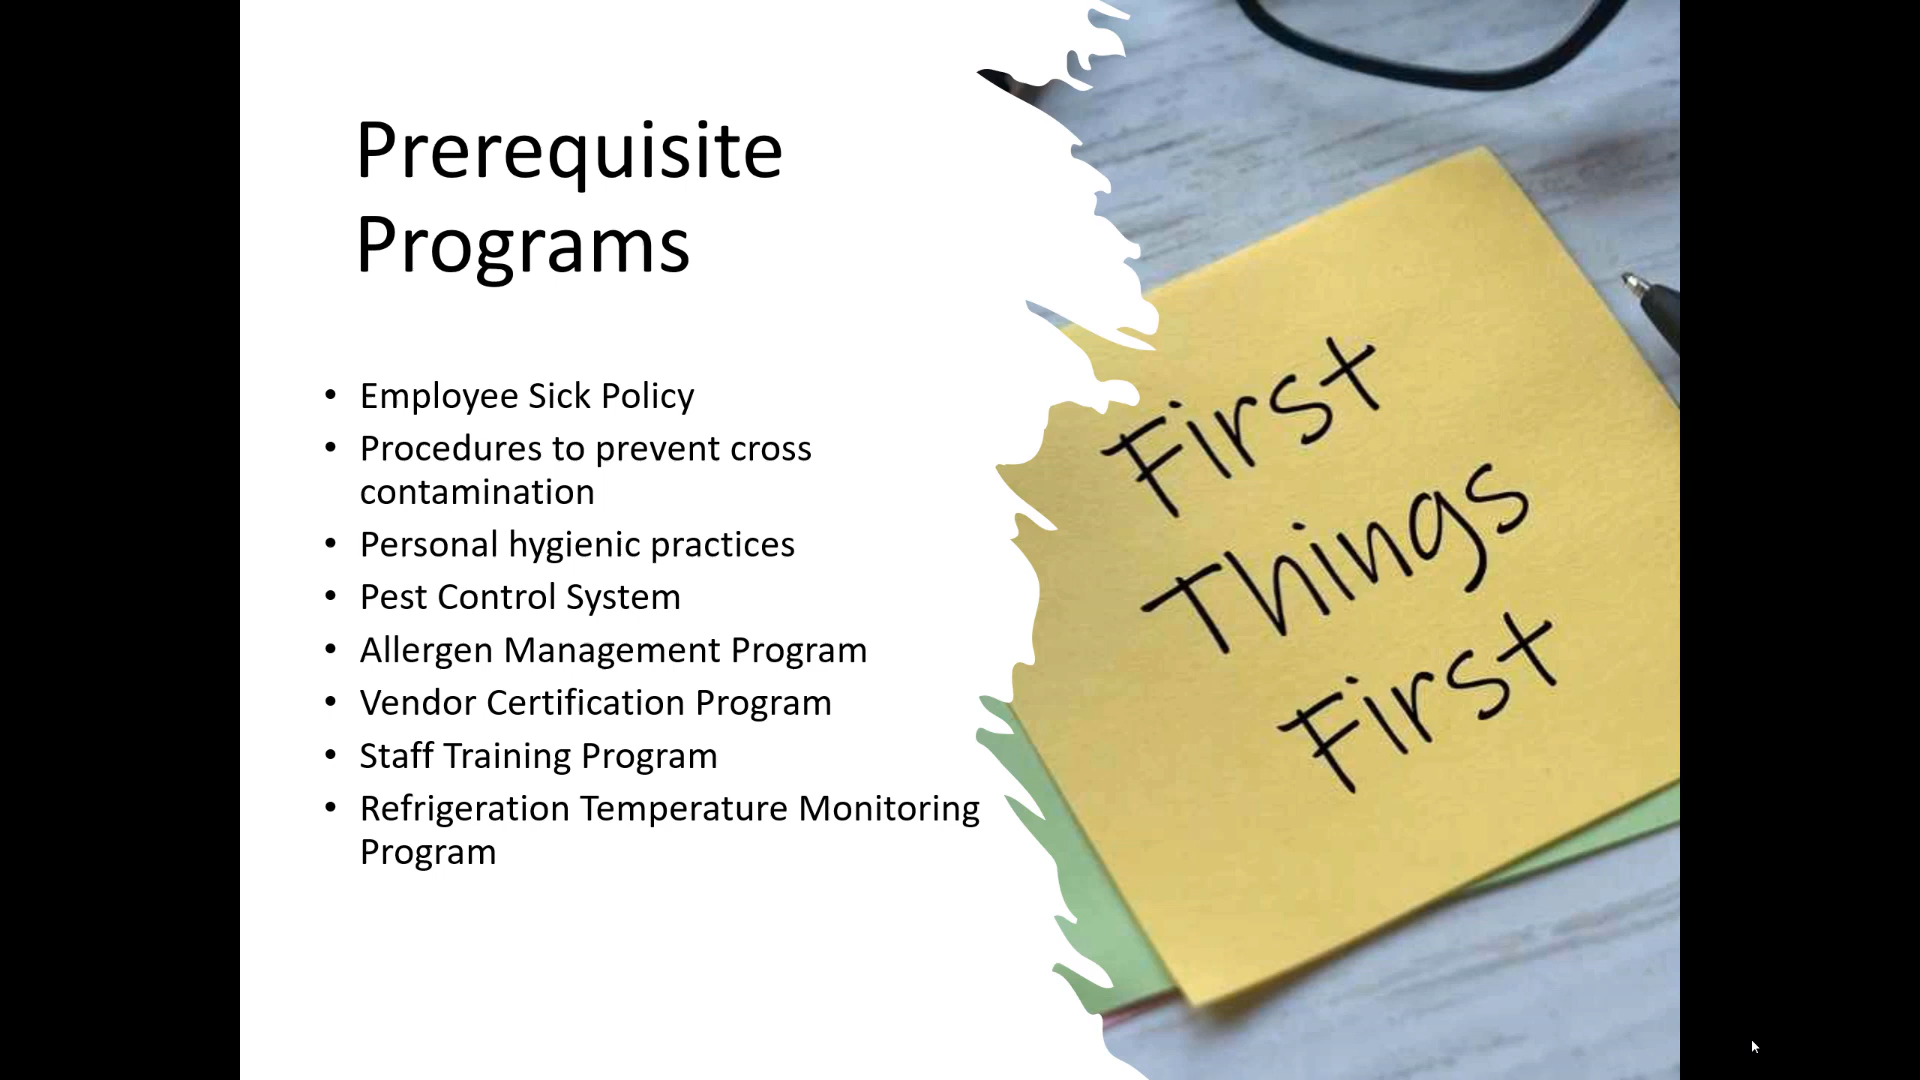 Prerequisite
Programs
• Employee Sick Policy
• Procedures to prevent cross
contamination
• Personal hygienic practices
• Pest Control System
• Allergen Management Program
• Vendor Certification Program
• Staff Training Program
• Refrigeration Temperature Monitoring
Program
First
Things
First